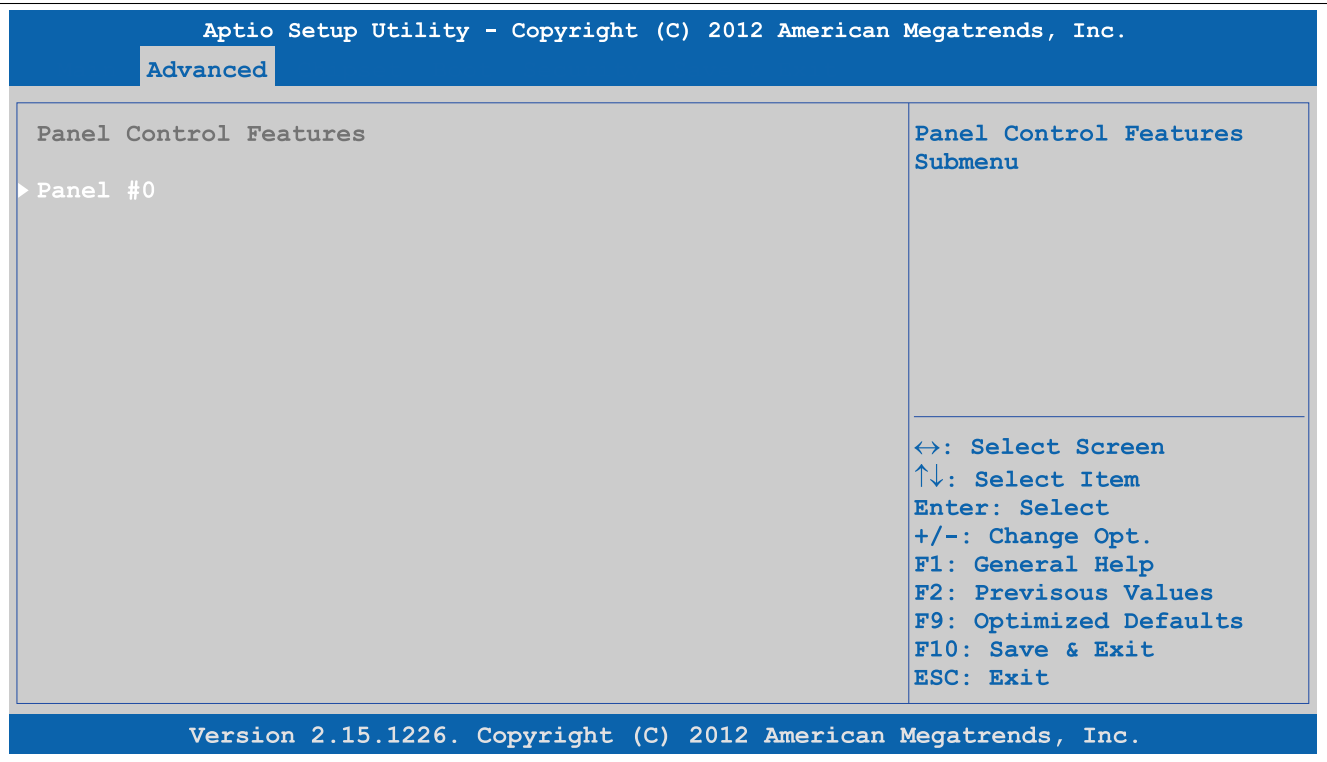 Aptio Setup Utility - Copyright (C) 2012 American Megatrends, Inc.
Advanced
Panel Control Features
▶ Panel #0
Panel Control Features
Submenu
↔: Select Screen
↑↓: Select Item
Enter: Select
+/-: Change Opt.
F1: General Help
F2: Previsous Values
F9: Optimized Defaults
F10: Save & Exit
ESC: Exit
Version 2.15.1226. Copyright (C) 2012 American Megatrends, Inc.